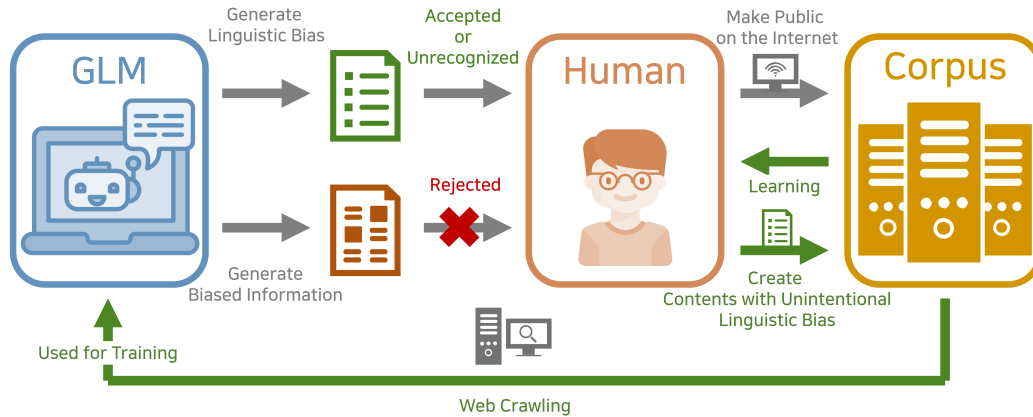 Generate
Linguistic Bias
Accepted
or
Unrecognized
Make Public
on the Internet
GLM
Human
Corpus
Rejected
Learning
Generate
Biased Information
Create
Contents with Unintentional
Linguistic Bias
Used for Training
Web Crawling